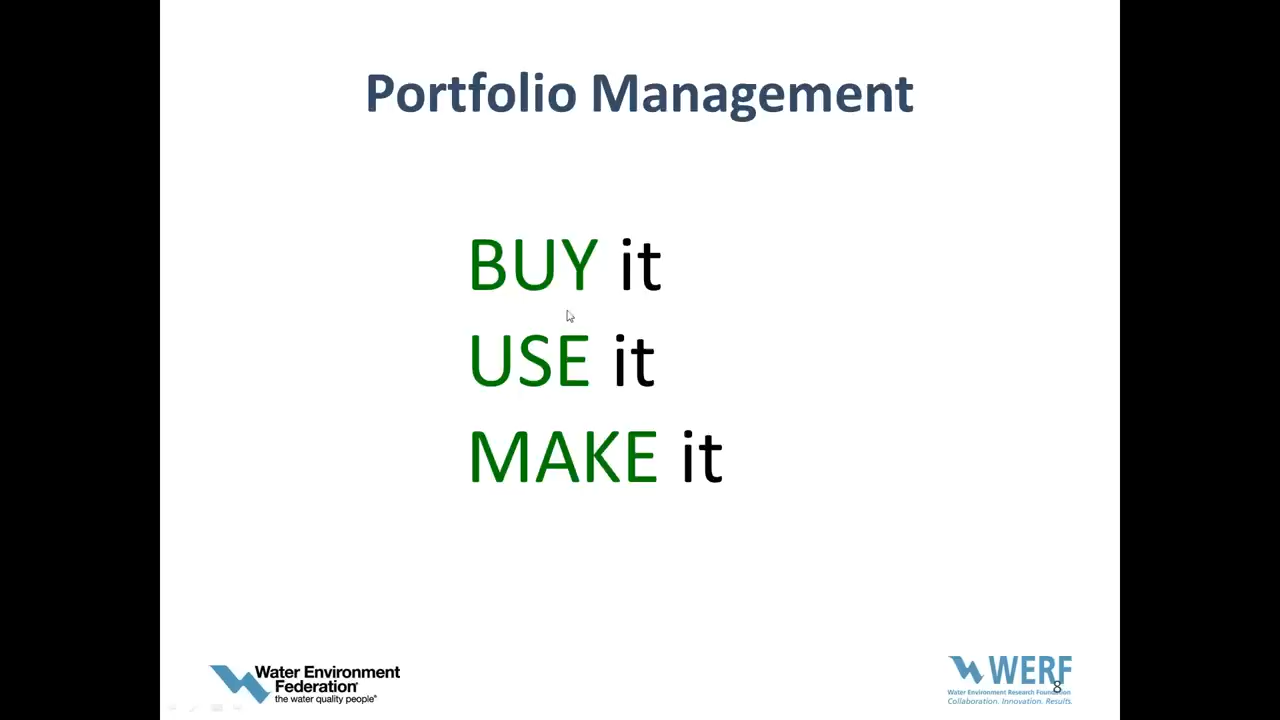 Portfolio Management
BUY it
USE it
MAKE it
Water Environment
Federation®
the water quality people®
WERF
8
Water Environment Research Foundation
Collaboration. Innovation. Results.